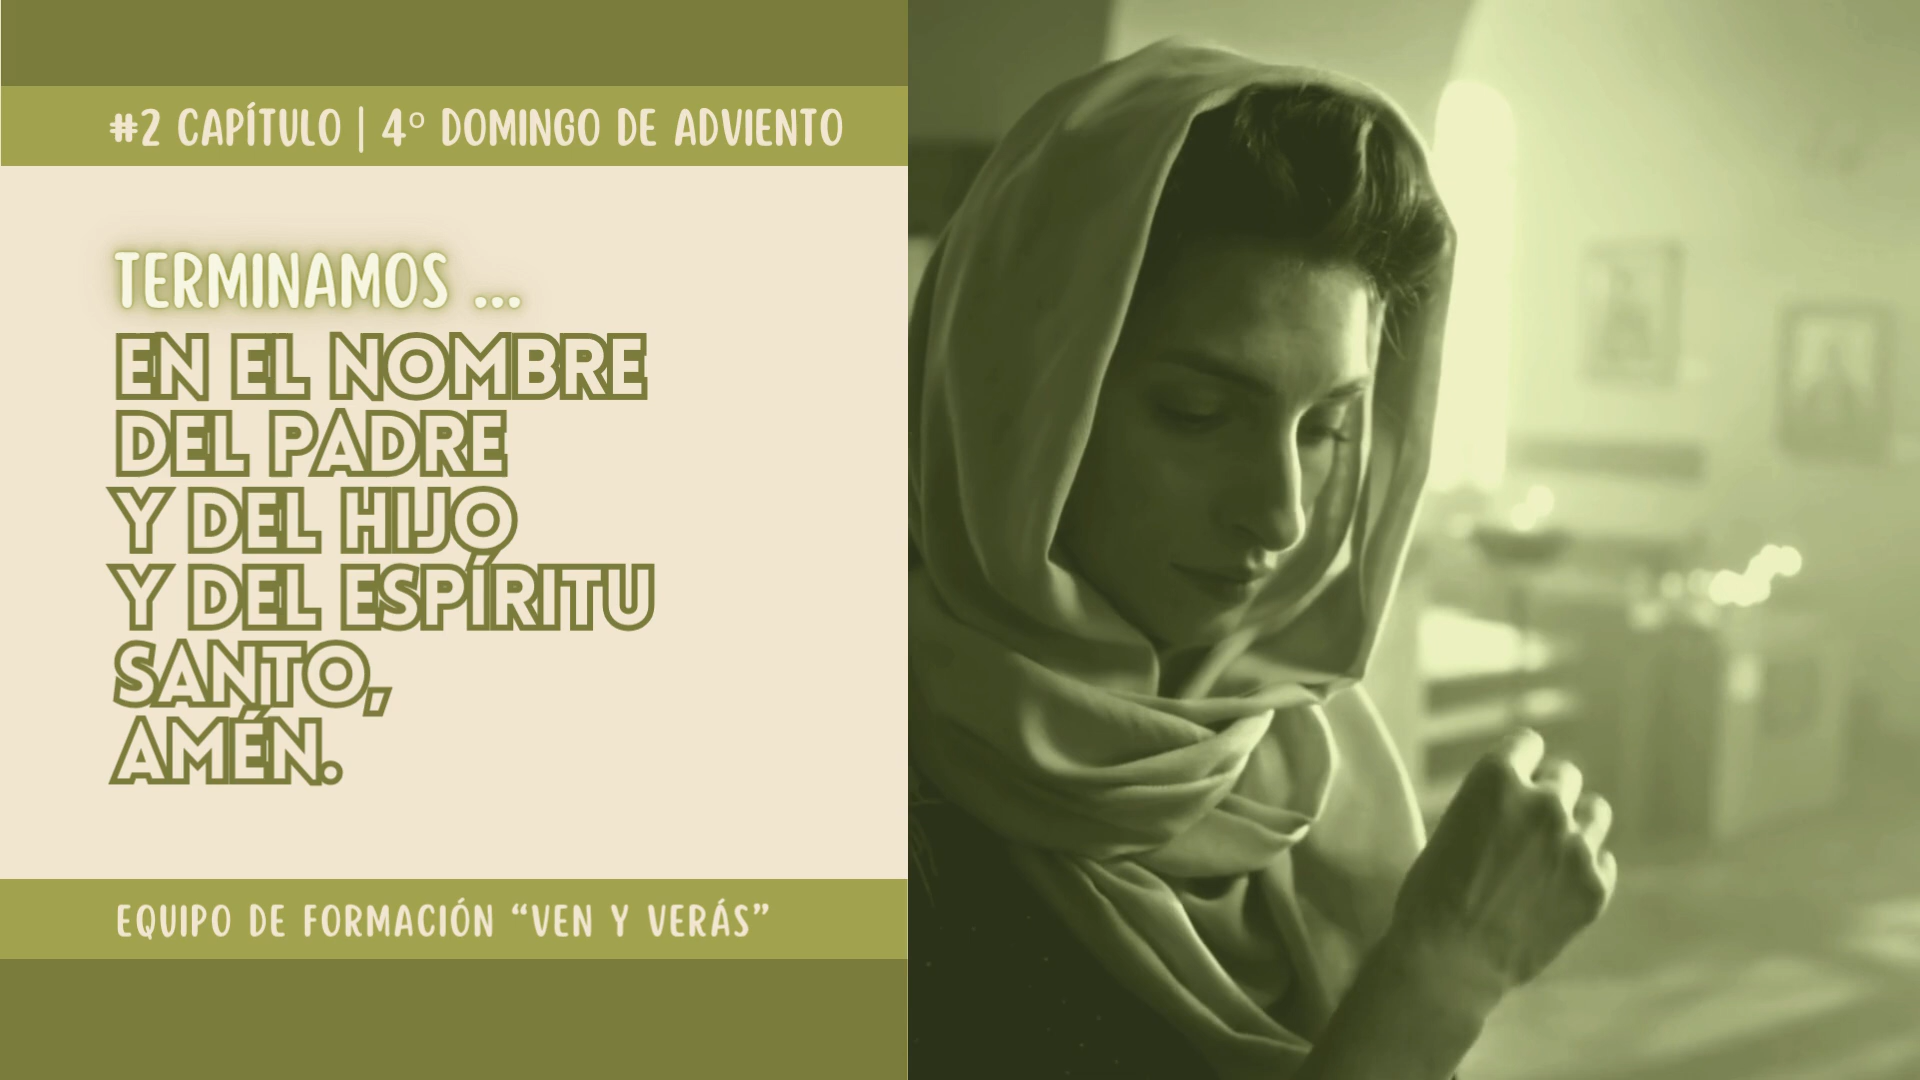 #2 CAPÍTULO | 4º DOMINGO DE ADVIENTO
TERMINAMOS ...
EN EL NOMBRE
DEL PADRE
Y DEL HIJO
Y DEL ESPÍRITU
SANTO,
AMÉN.
EQUIPO DE FORMACIÓN “VEN Y VERÁS”